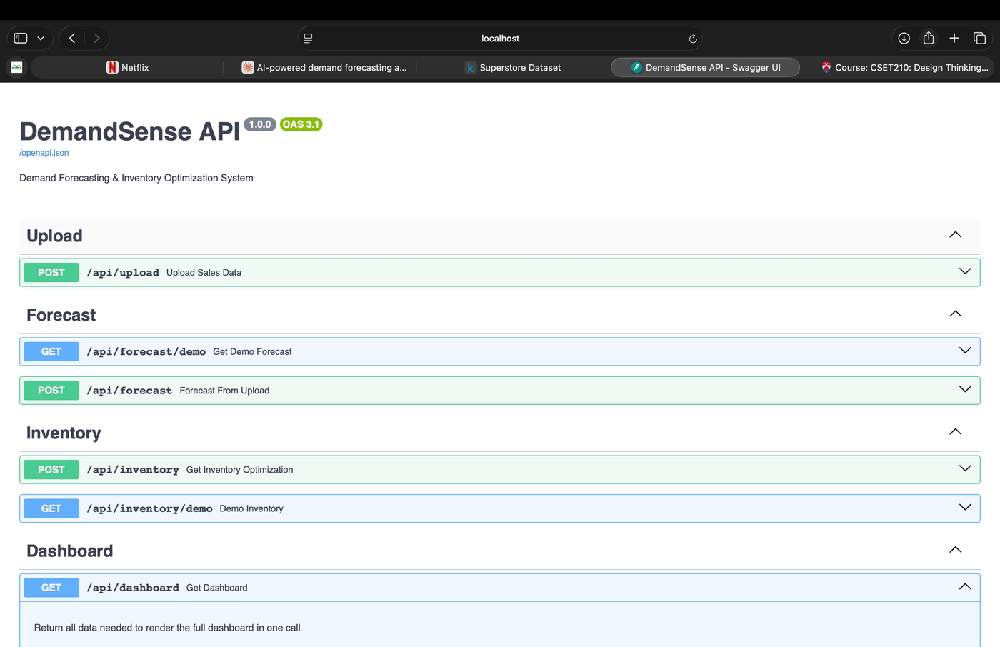 localhost
Netflix
AI-powered demand forecasting a...
Superstore Dataset
DemandSense API - Swagger UI
Course: CSET210: Design Thinking...
DemandSense API 1.0.0 OAS 3.1
/openapi.json
Demand Forecasting & Inventory Optimization System
Upload
POST /api/upload Upload Sales Data
Forecast
GET /api/forecast/demo Get Demo Forecast
POST /api/forecast Forecast From Upload
Inventory
POST /api/inventory Get Inventory Optimization
GET /api/inventory/demo Demo Inventory
Dashboard
GET /api/dashboard Get Dashboard
Return all data needed to render the full dashboard in one call